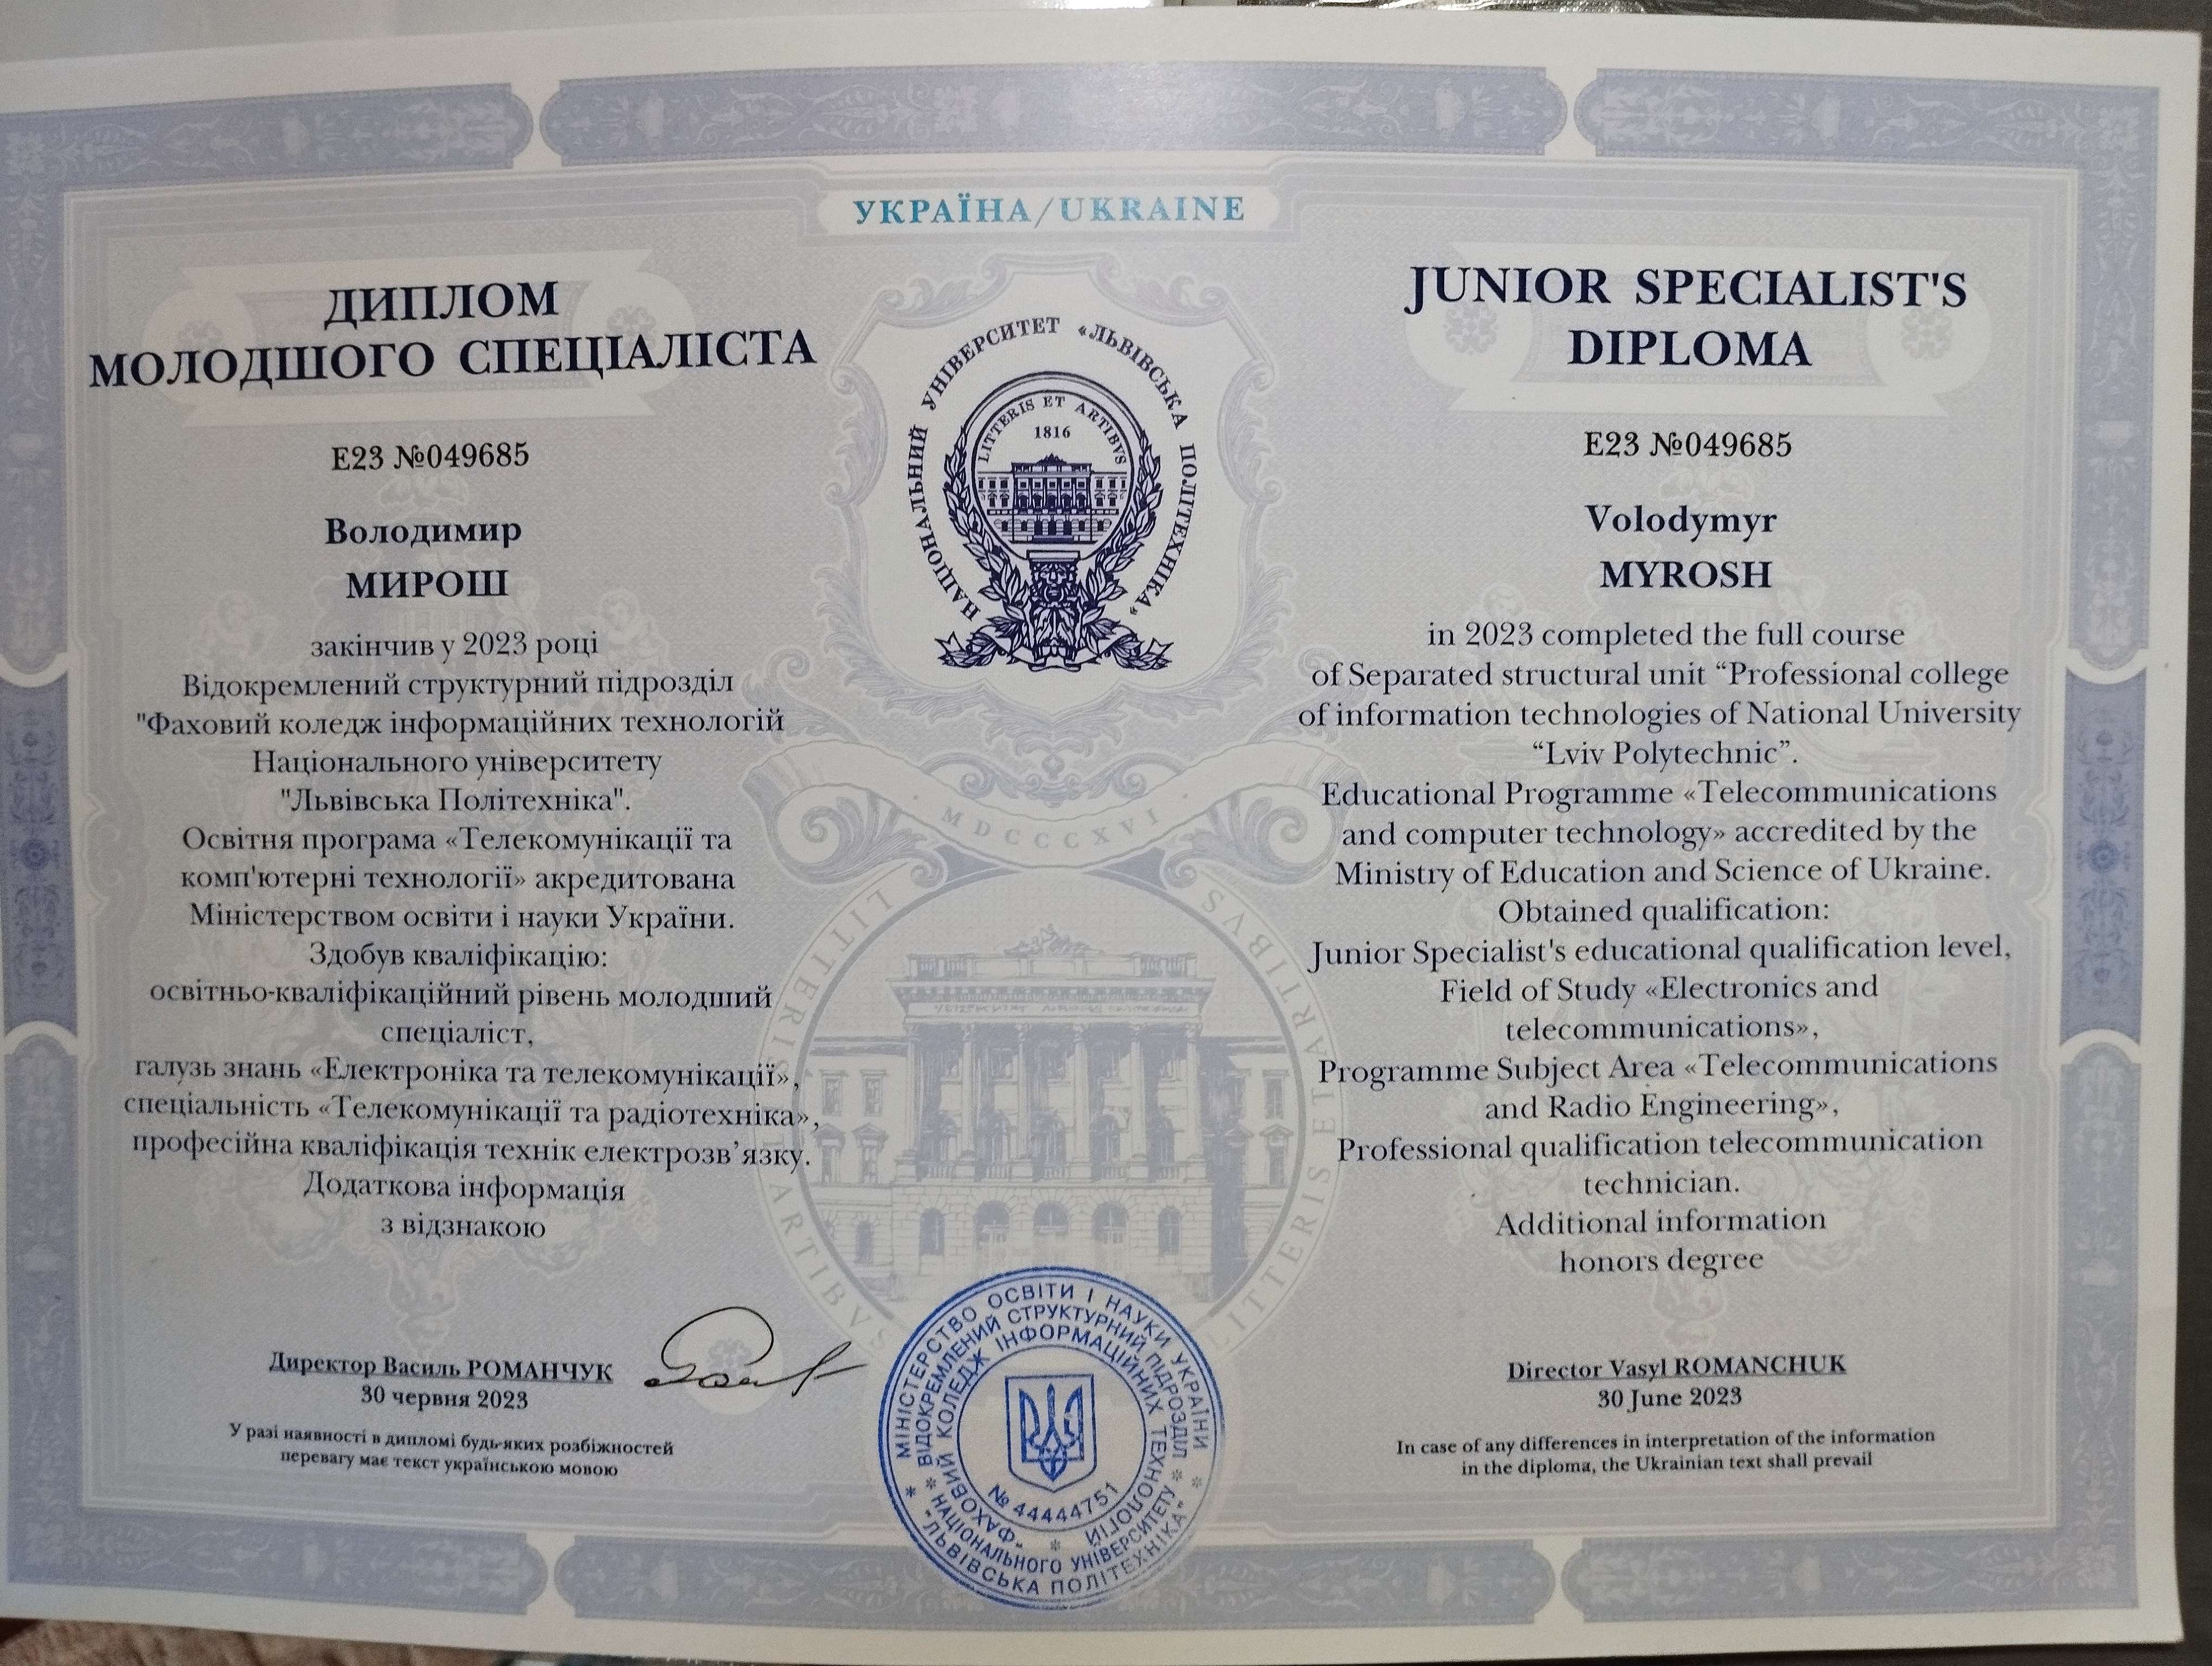 УКРАЇНА/UKRAINE
ДИПЛОМ
МОЛОДШОГО СПЕЦІАЛІСТА
Е23 №049685
Володимир
МИРОШ
закінчив у 2023 році
Відокремлений структурний підрозділ
"Фаховий коледж інформаційних технологій
Національного університету
"Львівська Політехніка".
Освітня програма «Телекомунікації та
комп'ютерні технології» акредитована
Міністерством освіти і науки України.
Здобув кваліфікацію:
освітньо-кваліфікаційний рівень молодший
спеціаліст,
галузь знань «Електроніка та телекомунікації»,
спеціальність «Телекомунікації та радіотехніка»,
професійна кваліфікація технік електрозв’язку.
Додаткова інформація
з відзнакою
Директор Василь РОМАНЧУК
30 червня 2023
У разі наявності в дипломі будь-яких розбіжностей
перевагу має текст українською мовою
НАЦІОНАЛЬНИЙ УНІВЕРСИТЕТ «ЛЬВІВСЬКА ПОЛІТЕХНІКА»
LITTERIS ET ARTIBVS
1816
MDCCCXVI
LITTERIS ET ARTIBVS
LITTERIS ET ARTIBVS
МІНІСТЕРСТВО ОСВІТИ І НАУКИ УКРАЇНИ
ВІДОКРЕМЛЕНИЙ СТРУКТУРНИЙ ПІДРОЗДІЛ
"ФАХОВИЙ КОЛЕДЖ ІНФОРМАЦІЙНИХ ТЕХНОЛОГІЙ
НАЦІОНАЛЬНОГО УНІВЕРСИТЕТУ
"ЛЬВІВСЬКА ПОЛІТЕХНІКА"
№ 44444751
JUNIOR SPECIALIST'S
DIPLOMA
E23 №049685
Volodymyr
MYROSH
in 2023 completed the full course
of Separated structural unit “Professional college
of information technologies of National University
“Lviv Polytechnic”.
Educational Programme «Telecommunications
and computer technology» accredited by the
Ministry of Education and Science of Ukraine.
Obtained qualification:
Junior Specialist's educational qualification level,
Field of Study «Electronics and
telecommunications»,
Programme Subject Area «Telecommunications
and Radio Engineering»,
Professional qualification telecommunication
technician.
Additional information
honors degree
Director Vasyl ROMANCHUK
30 June 2023
In case of any differences in interpretation of the information
in the diploma, the Ukrainian text shall prevail